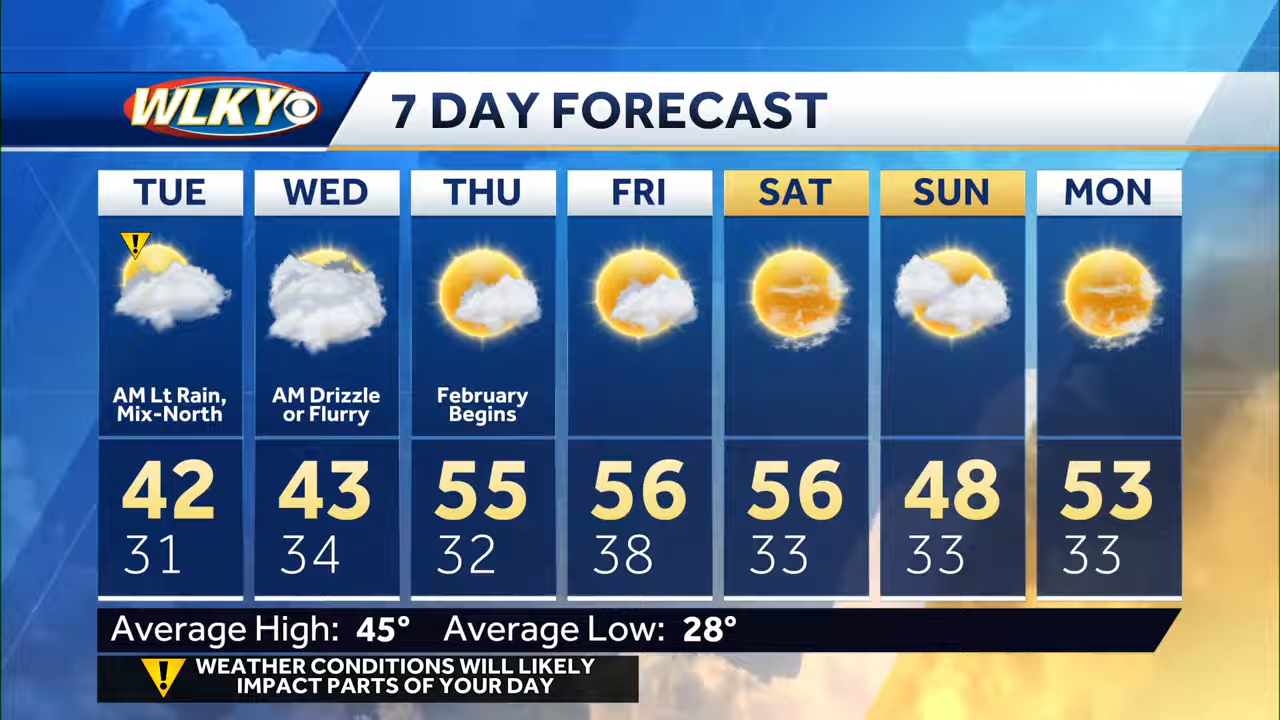 WLKY
7 DAY FORECAST
TUE
WED
THU
FRI
SAT
SUN
MON
!
AM Lt Rain,
Mix-North
AM Drizzle
or Flurry
February
Begins
42
43
55
56
56
48
53
31
34
32
38
33
33
33
Average High: 45° Average Low: 28°
!
WEATHER CONDITIONS WILL LIKELY
IMPACT PARTS OF YOUR DAY